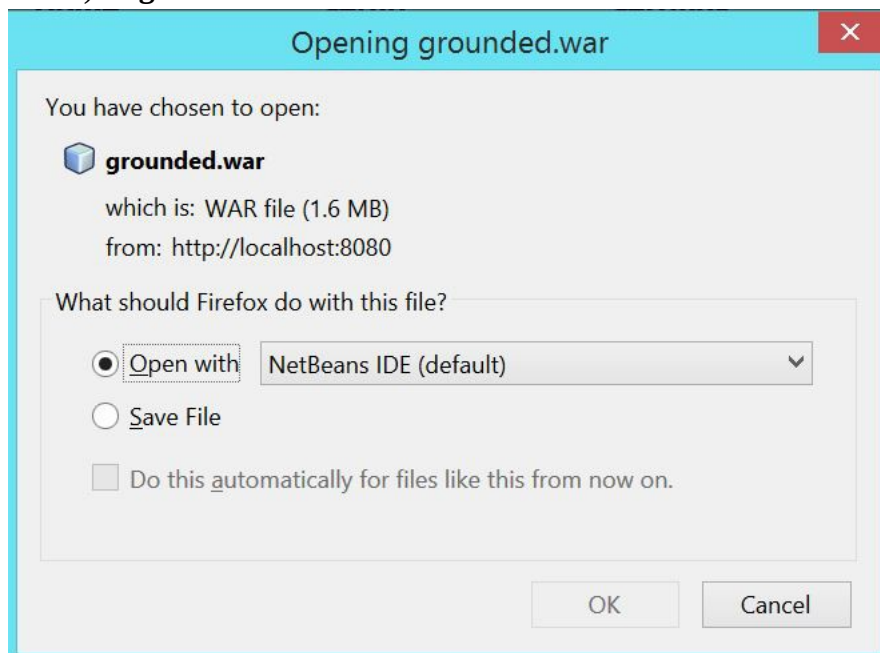 Opening grounded.war
You have chosen to open:
grounded.war
which is: WAR file (1.6 MB)
from: http://localhost:8080
What should Firefox do with this file?
Open with NetBeans IDE (default)
Save File
Do this automatically for files like this from now on.
OK Cancel